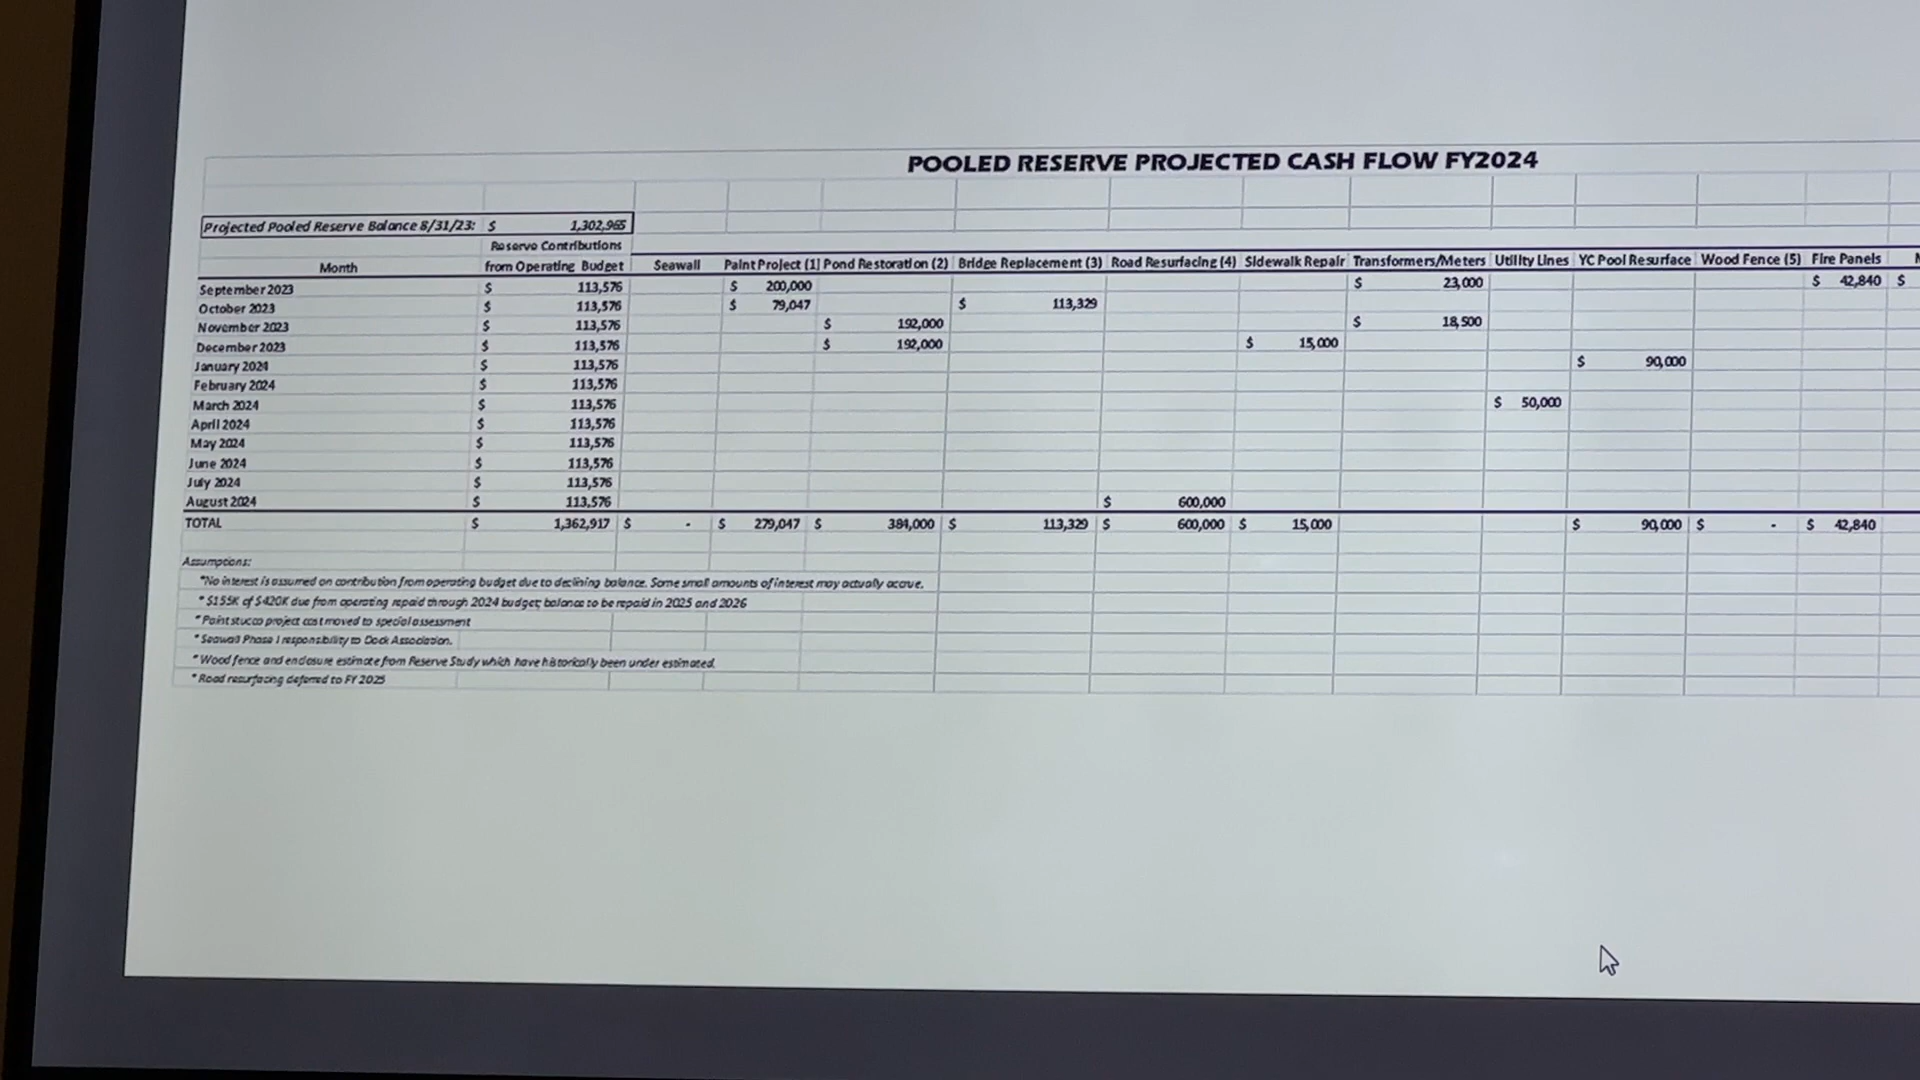 POOLED RESERVE PROJECTED CASH FLOW FY2024
Projected Pooled Reserve Balance 8/31/23: $ 1,302,965
Reserve Contributions
Month from Operating Budget Seawall Paint Project (1) Pond Restoration (2) Bridge Replacement (3) Road Resurfacing (4) Sidewalk Repair Transformers/Meters Utility Lines YC Pool Resurface Wood Fence (5) Fire Panels
September 2023 $ 113,576 $ 200,000 $ 23,000 $ 42,840 $
October 2023 $ 113,576 $ 79,047 $ 113,329
November 2023 $ 113,576 $ 192,000 $ 18,500
December 2023 $ 113,576 $ 192,000 $ 15,000
January 2024 $ 113,576 $ 90,000
February 2024 $ 113,576
March 2024 $ 113,576 $ 50,000
April 2024 $ 113,576
May 2024 $ 113,576
June 2024 $ 113,576
July 2024 $ 113,576
August 2024 $ 113,576 $ 600,000
TOTAL $ 1,362,917 $ - $ 279,047 $ 384,000 $ 113,329 $ 600,000 $ 15,000 $ 90,000 $ - $ 42,840
Assumptions:
*No interest is assumed on contribution from operating budget due to declining balance. Some small amounts of interest may actually accrue.
* $155K of $420K due from operating repaid through 2024 budget; balance to be repaid in 2025 and 2026
* Paint stucco project cost moved to special assessment
* Seawall Phase I responsibility to Dock Association.
* Wood fence and enclosure estimate from Reserve Study which have historically been under estimated.
* Road resurfacing deferred to FY 2025